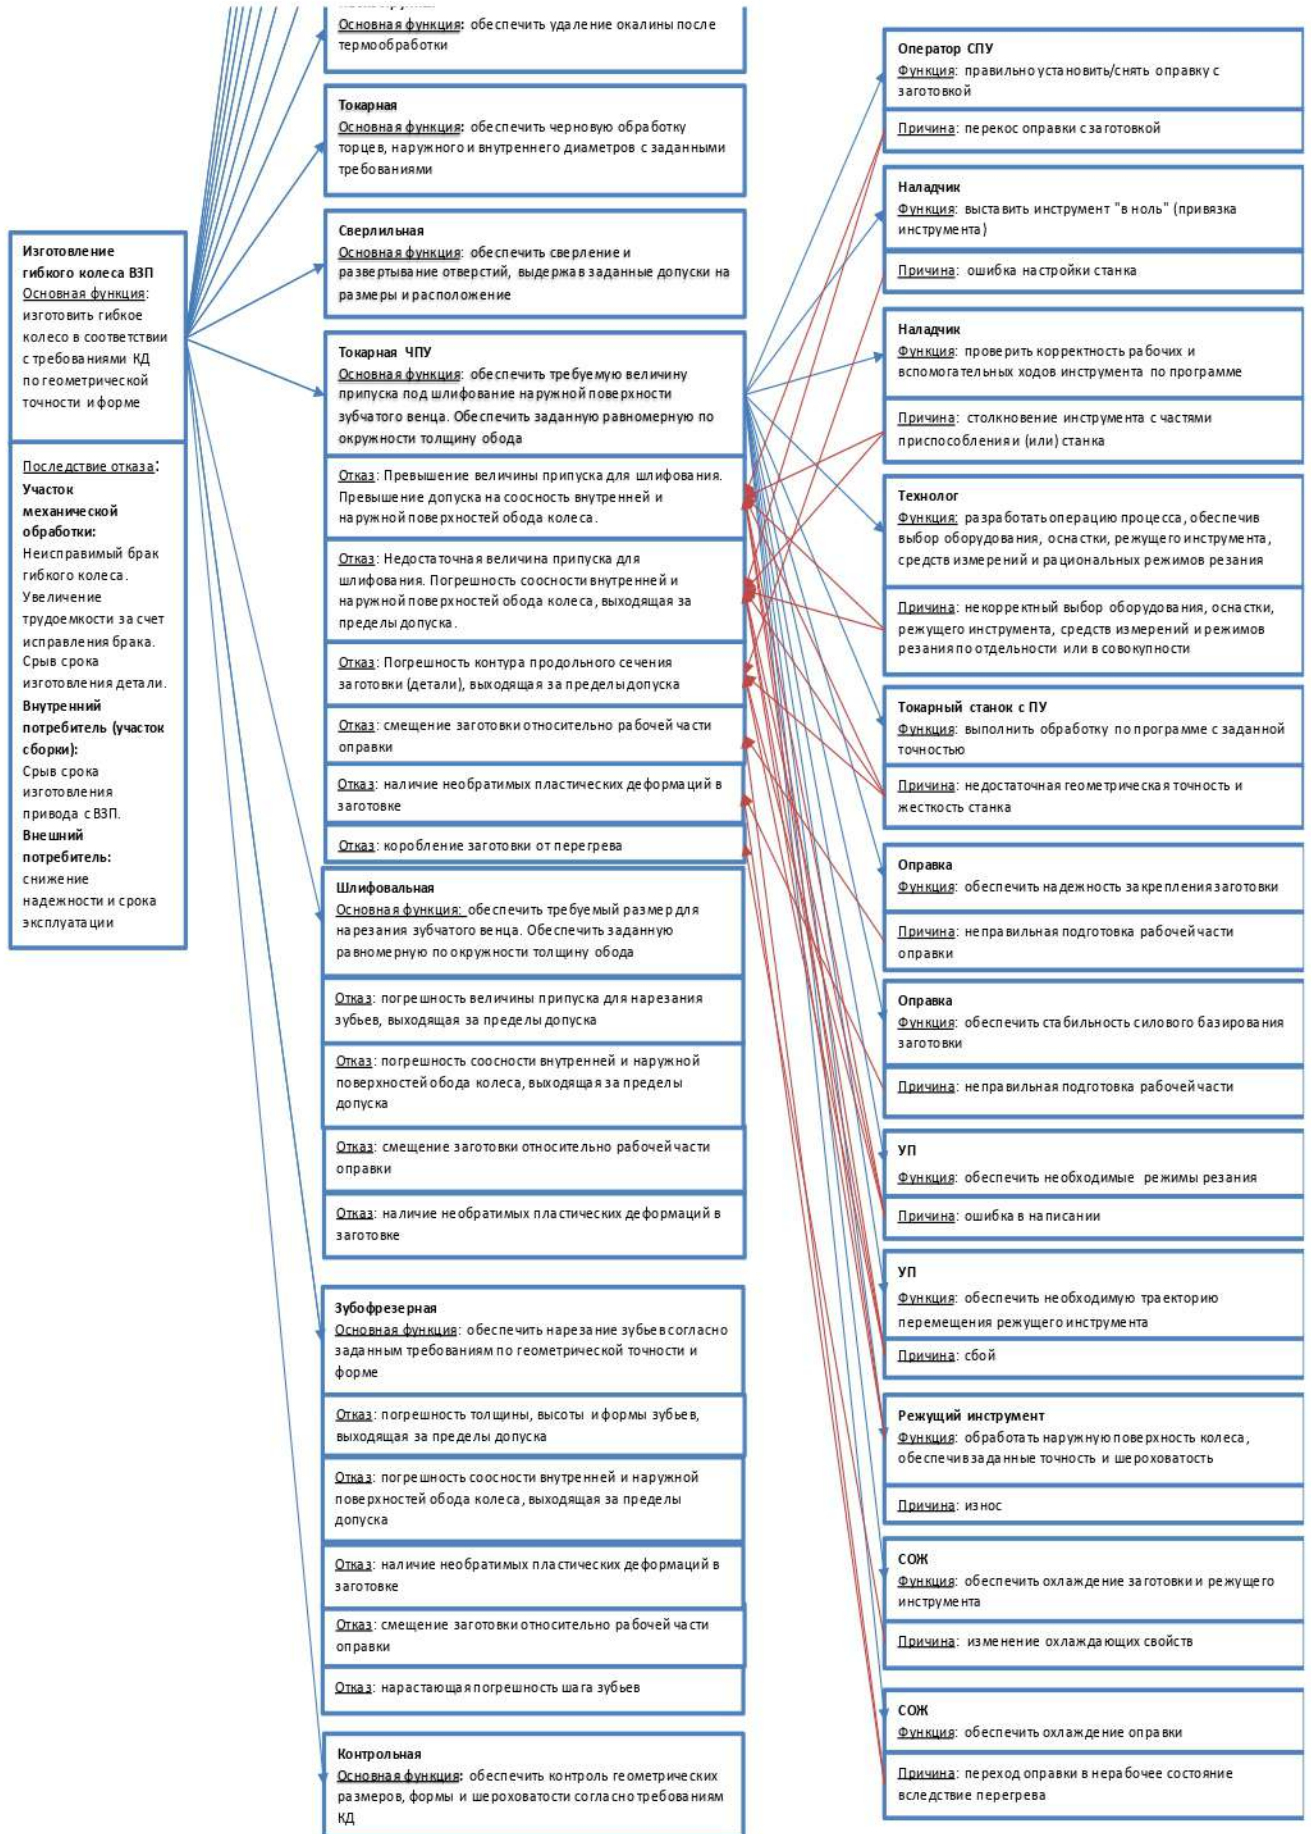 Основная функция: обеспечить удаление окалины после
термообработки
Токарная
Основная функция: обеспечить черновую обработку
торцев, наружного и внутреннего диаметров с заданными
требованиями
Сверлильная
Основная функция: обеспечить сверление и
развертывание отверстий, выдержав заданные допуски на
размеры и расположение
Изготовление
гибкого колеса ВЗП
Основная функция:
изготовить гибкое
колесо в соответствии
с требованиями КД
по геометрической
точности и форме
Последствие отказа:
Участок
механической
обработки:
Неисправимый брак
гибкого колеса.
Увеличение
трудоемкости за счет
исправления брака.
Срыв срока
изготовления детали.
Внутренний
потребитель (участок
сборки):
Срыв срока
изготовления
привода с ВЗП.
Внешний
потребитель:
снижение
надежности и срока
эксплуатации
Токарная ЧПУ
Основная функция: обеспечить требуемую величину
припуска под шлифование наружной поверхности
зубчатого венца. Обеспечить заданную равномерную по
окружности толщину обода
Отказ: Превышение величины припуска для шлифования.
Превышение допуска на соосность внутренней и
наружной поверхностей обода колеса.
Отказ: Недостаточная величина припуска для
шлифования. Погрешность соосности внутренней и
наружной поверхностей обода колеса, выходящая за
пределы допуска.
Отказ: Погрешность контура продольного сечения
заготовки (детали), выходящая за пределы допуска
Отказ: смещение заготовки относительно рабочей части
оправки
Отказ: наличие необратимых пластических деформаций в
заготовке
Отказ: коробление заготовки от перегрева
Шлифовальная
Основная функция: обеспечить требуемый размер для
нарезания зубчатого венца. Обеспечить заданную
равномерную по окружности толщину обода
Отказ: погрешность величины припуска для нарезания
зубьев, выходящая за пределы допуска
Отказ: погрешность соосности внутренней и наружной
поверхностей обода колеса, выходящая за пределы
допуска
Отказ: смещение заготовки относительно рабочей части
оправки
Отказ: наличие необратимых пластических деформаций в
заготовке
Зубофрезерная
Основная функция: обеспечить нарезание зубьев согласно
заданным требованиям по геометрической точности и
форме
Отказ: погрешность толщины, высоты и формы зубьев,
выходящая за пределы допуска
Отказ: погрешность соосности внутренней и наружной
поверхностей обода колеса, выходящая за пределы
допуска
Отказ: наличие необратимых пластических деформаций в
заготовке
Отказ: смещение заготовки относительно рабочей части
оправки
Отказ: нарастающая погрешность шага зубьев
Контрольная
Основная функция: обеспечить контроль геометрических
размеров, формы и шероховатости согласно требованиям
КД
Оператор СПУ
Функция: правильно установить/снять оправку с
заготовкой
Причина: перекос оправки с заготовкой
Наладчик
Функция: выставить инструмент "в ноль" (привязка
инструмента)
Причина: ошибка настройки станка
Наладчик
Функция: проверить корректность рабочих и
вспомогательных ходов инструмента по программе
Причина: столкновение инструмента с частями
приспособления и (или) станка
Технолог
Функция: разработать операцию процесса, обеспечив
выбор оборудования, оснастки, режущего инструмента,
средств измерений и рациональных режимов резания
Причина: некорректный выбор оборудования, оснастки,
режущего инструмента, средств измерений и режимов
резания по отдельности или в совокупности
Токарный станок с ПУ
Функция: выполнить обработку по программе с заданной
точностью
Причина: недостаточная геометрическая точность и
жесткость станка
Оправка
Функция: обеспечить надежность закрепления заготовки
Причина: неправильная подготовка рабочей части
оправки
Оправка
Функция: обеспечить стабильность силового базирования
заготовки
Причина: неправильная подготовка рабочей части
УП
Функция: обеспечить необходимые режимы резания
Причина: ошибка в написании
УП
Функция: обеспечить необходимую траекторию
перемещения режущего инструмента
Причина: сбой
Режущий инструмент
Функция: обработать наружную поверхность колеса,
обеспечив заданные точность и шероховатость
Причина: износ
СОЖ
Функция: обеспечить охлаждение заготовки и режущего
инструмента
Причина: изменение охлаждающих свойств
СОЖ
Функция: обеспечить охлаждение оправки
Причина: переход оправки в нерабочее состояние
вследствие перегрева